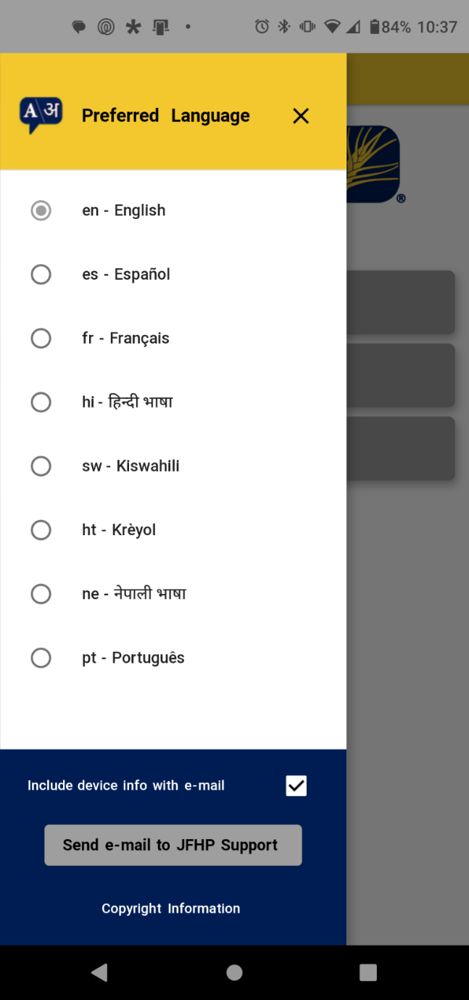 84% 10:37
A अ
Preferred Language
en - English
es - Español
fr - Français
hi - हिन्दी भाषा
sw - Kiswahili
ht - Krèyol
ne - नेपाली भाषा
pt - Português
®
Include device info with e-mail
Send e-mail to JFHP Support
Copyright Information